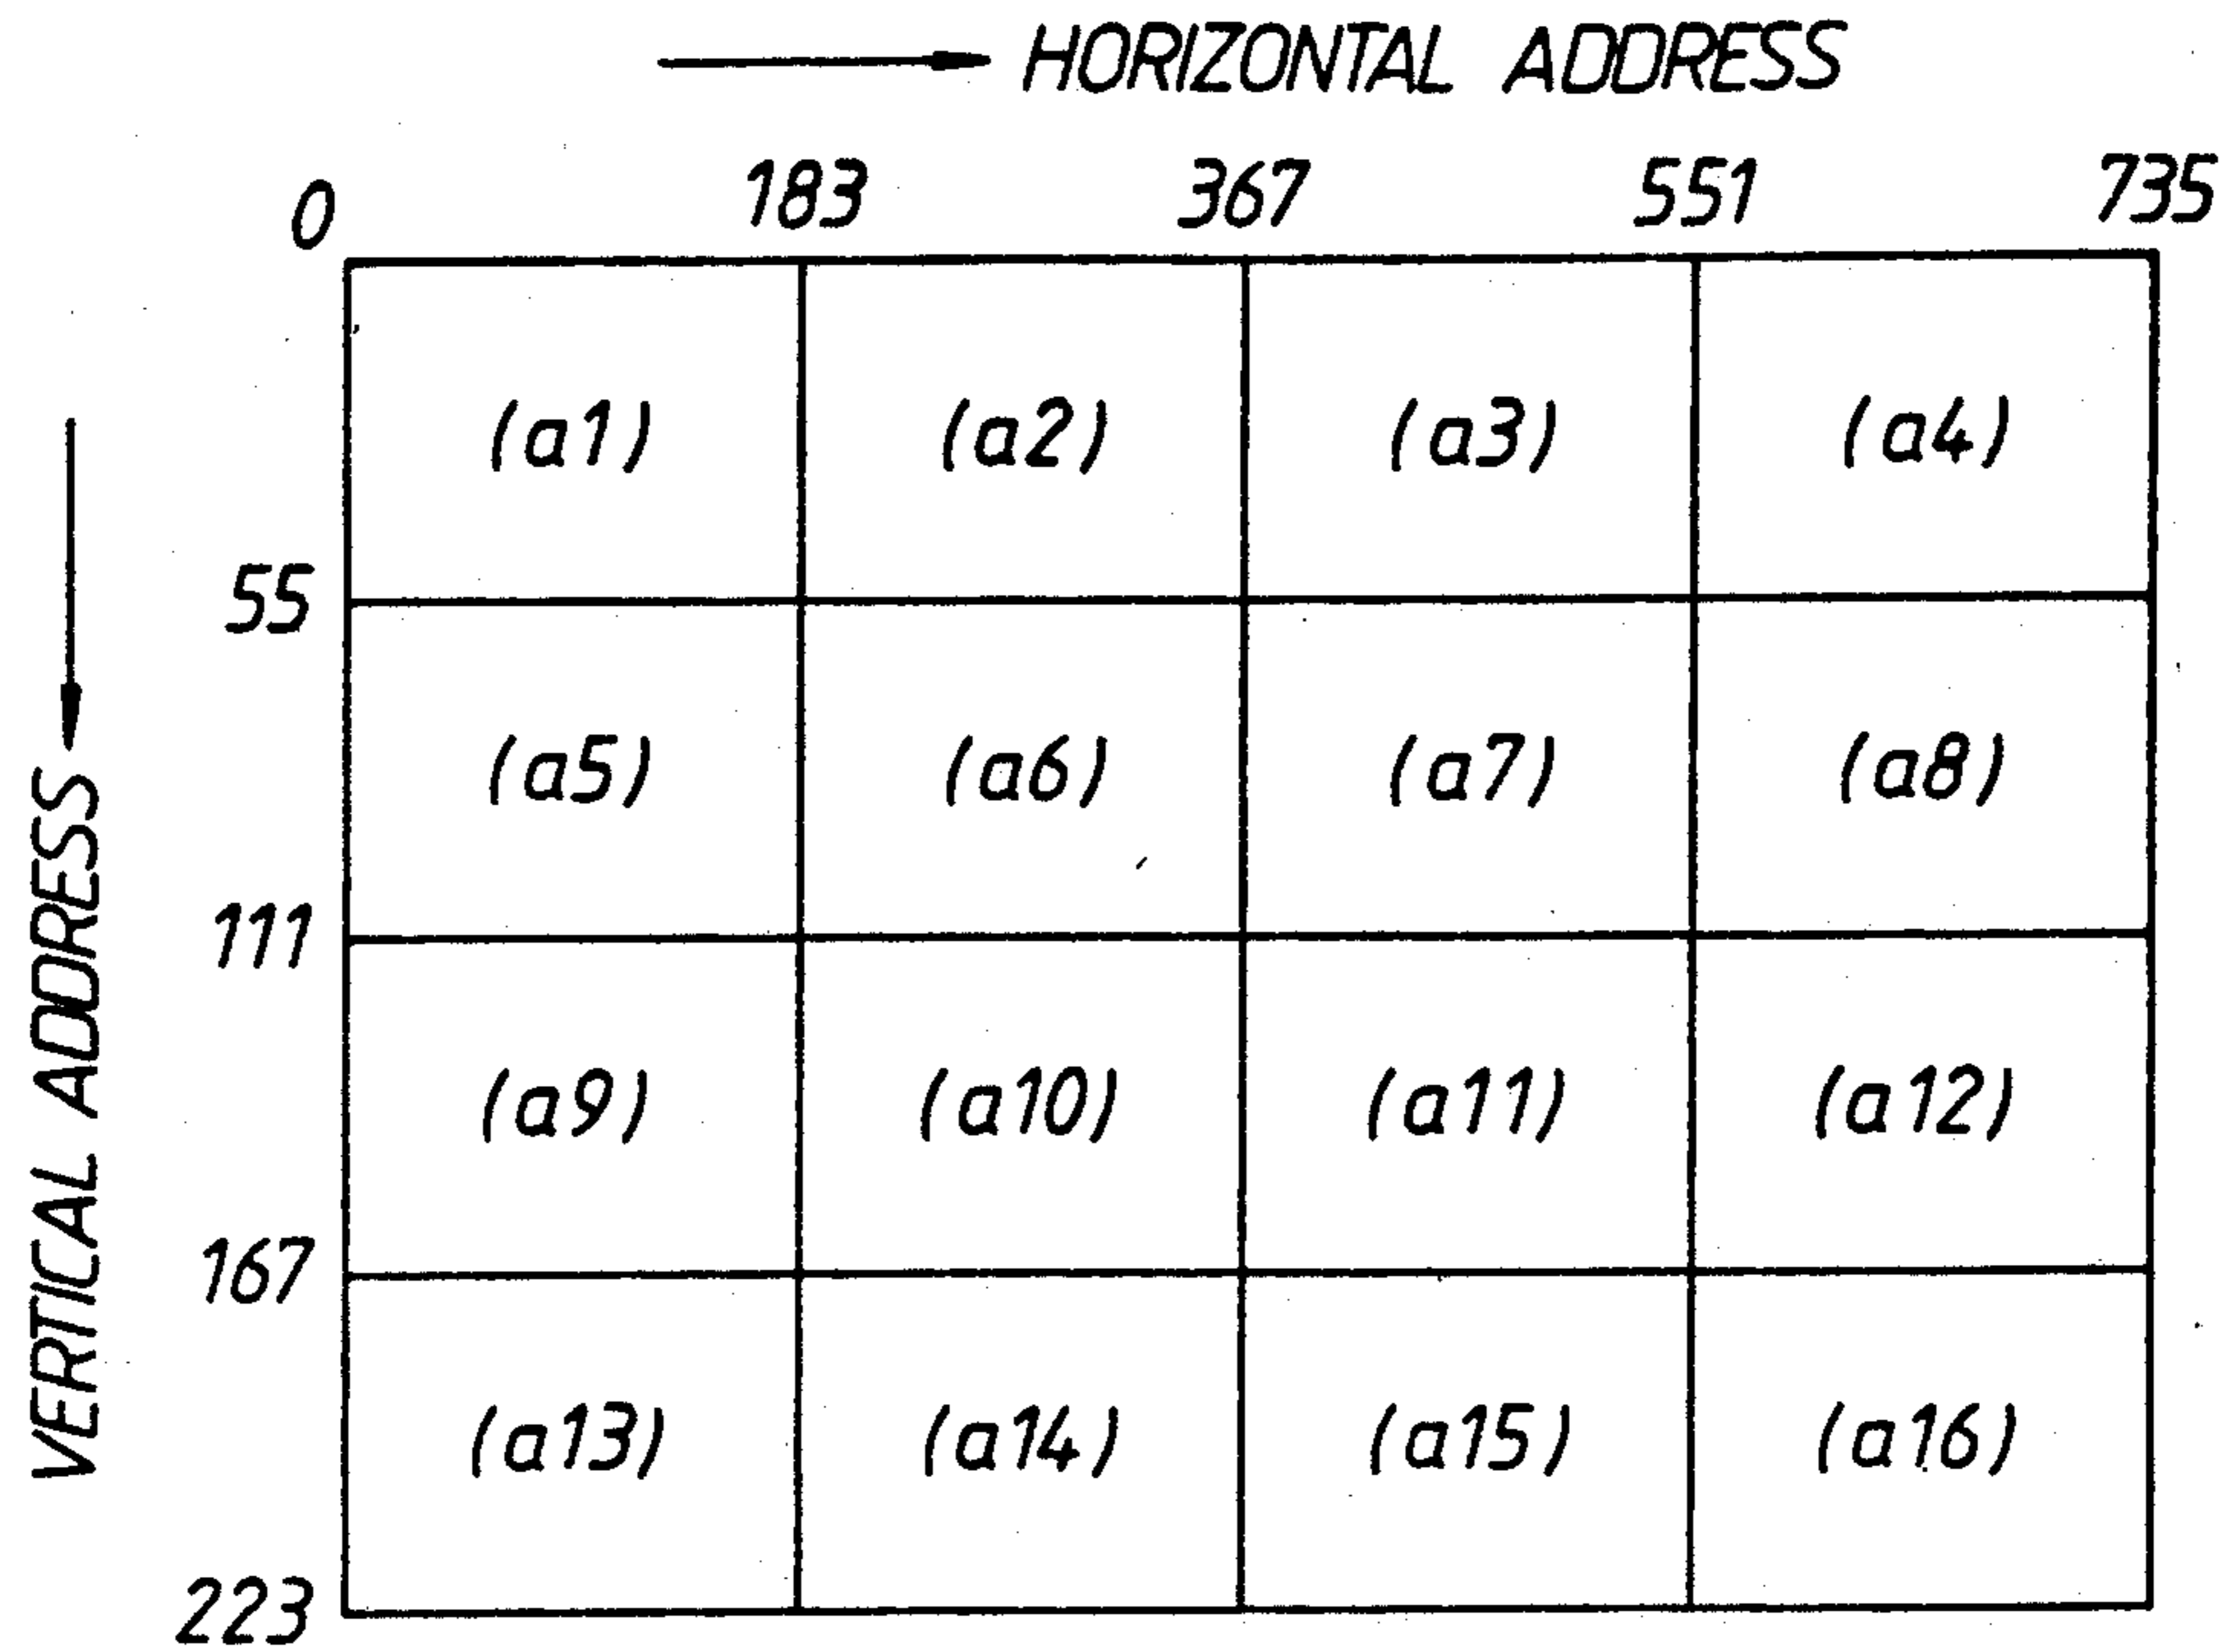 HORIZONTAL ADDRESS
0 183 367 551 735
(a1) (a2) (a3) (a4)
55
(a5) (a6) (a7) (a8)
111
(a9) (a10) (a11) (a12)
167
(a13) (a14) (a15) (a16)
223
VERTICAL ADDRESS